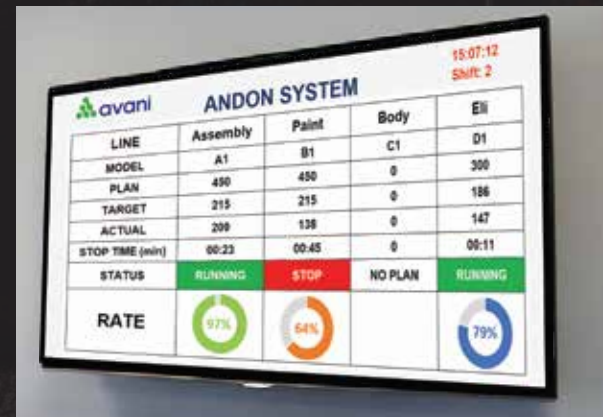 avani
ANDON SYSTEM
15:07:12
Shift: 2
LINE Assembly Paint Body Eli
MODEL A1 B1 C1 D1
PLAN 450 450 0 300
TARGET 215 215 0 186
ACTUAL 209 138 0 147
STOP TIME (min) 00:23 00:45 0 00:11
STATUS RUNNING STOP NO PLAN RUNNING
RATE 97% 64% 79%